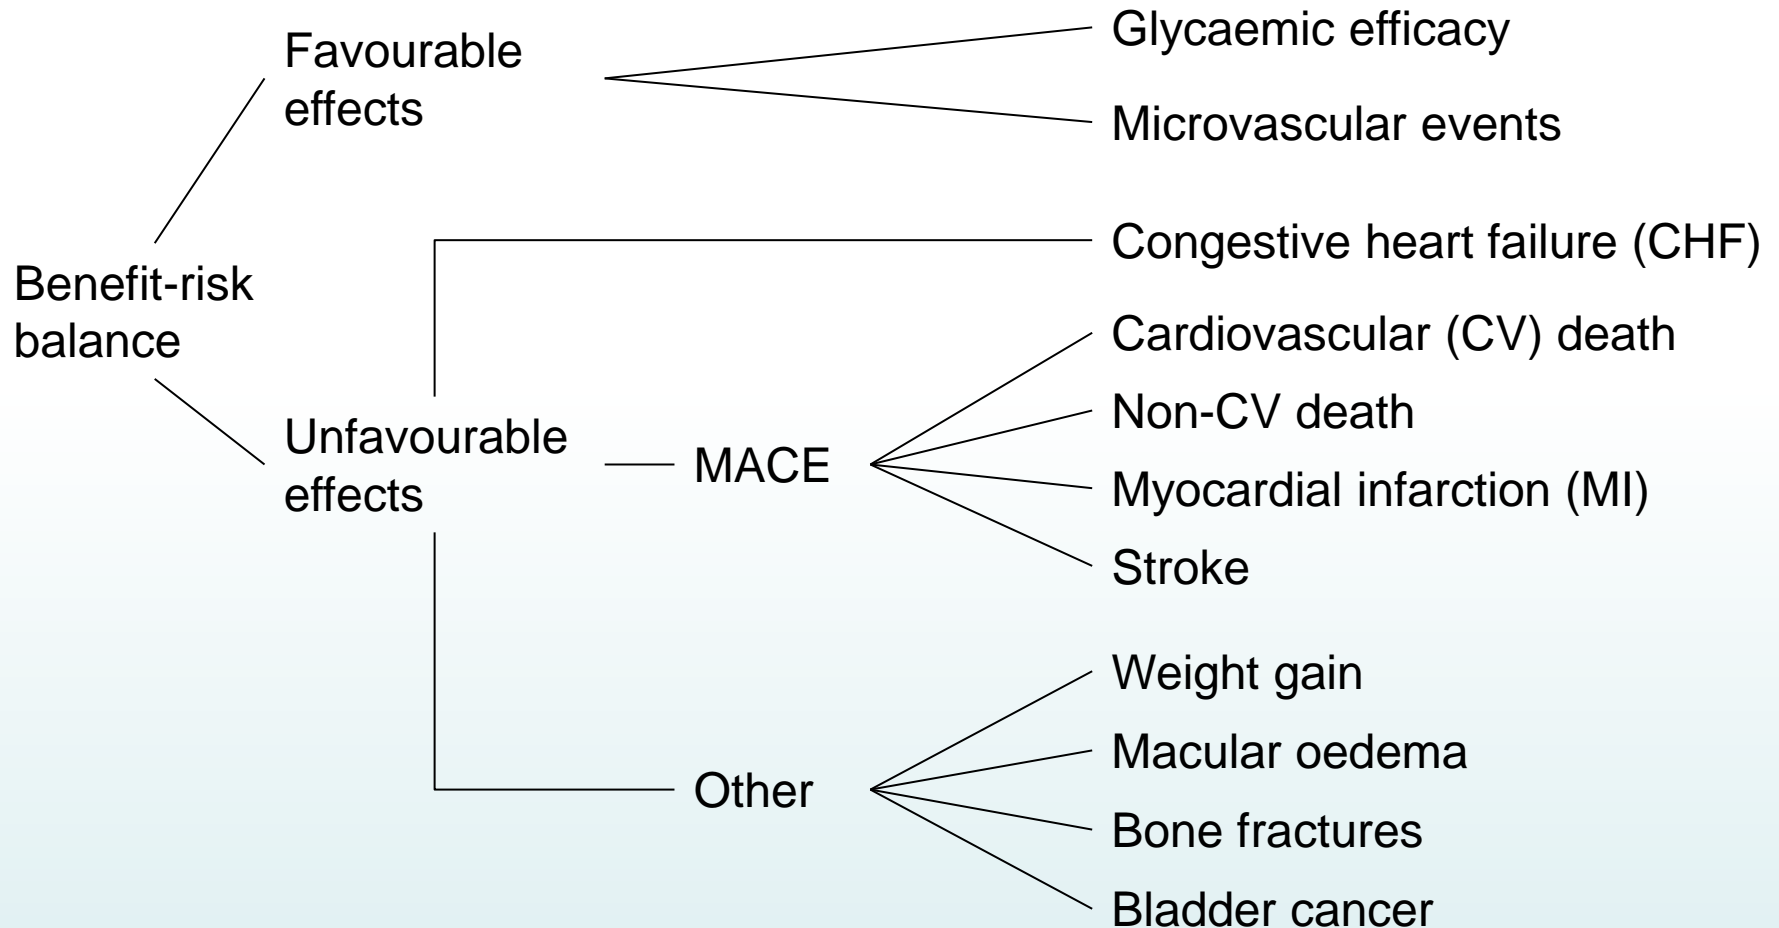 Favourable
effects
Glycaemic efficacy
Microvascular events
Benefit-risk
balance
Congestive heart failure (CHF)
Unfavourable
effects
MACE
Cardiovascular (CV) death
Non-CV death
Myocardial infarction (MI)
Stroke
Other
Weight gain
Macular oedema
Bone fractures
Bladder cancer